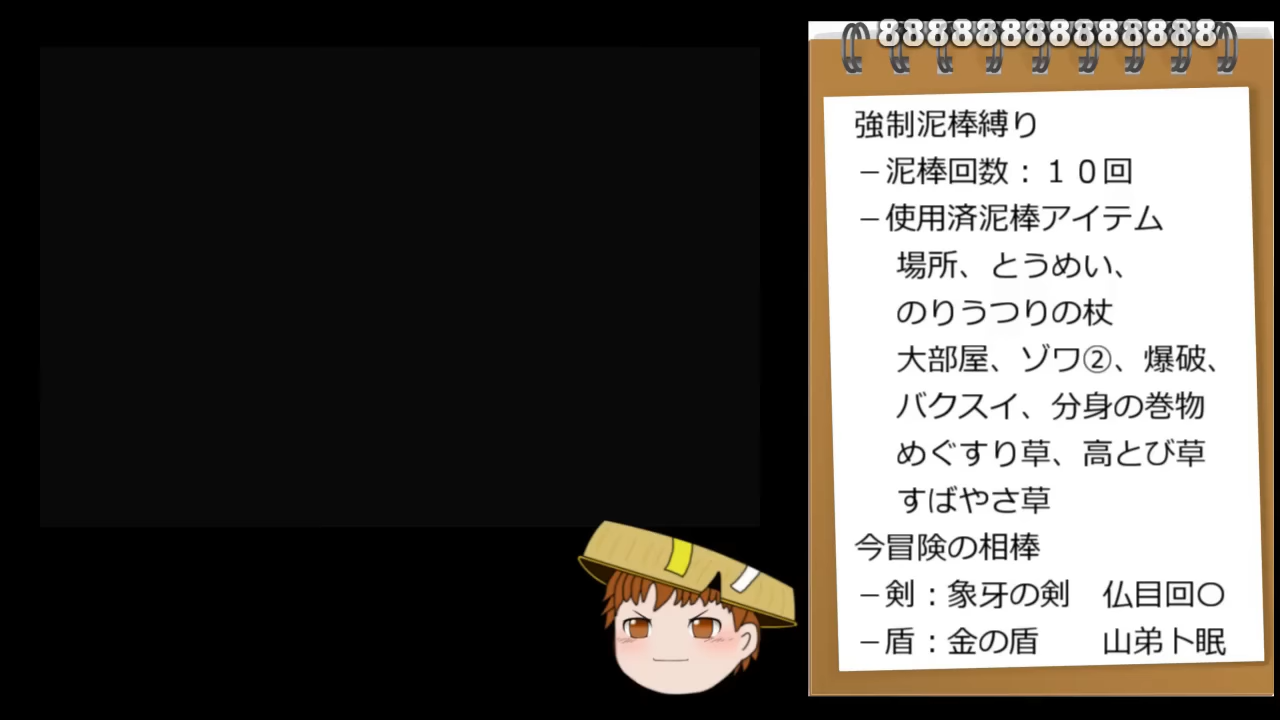 88888888888888
強制泥棒縛り
－泥棒回数：１０回
－使用済泥棒アイテム
場所、とうめい、
のりうつりの杖
大部屋、ゾワ②、爆破、
バクスイ、分身の巻物
めぐすり草、高とび草
すばやさ草
今冒険の相棒
－剣：象牙の剣　仏目回〇
－盾：金の盾　　山弟ト眠